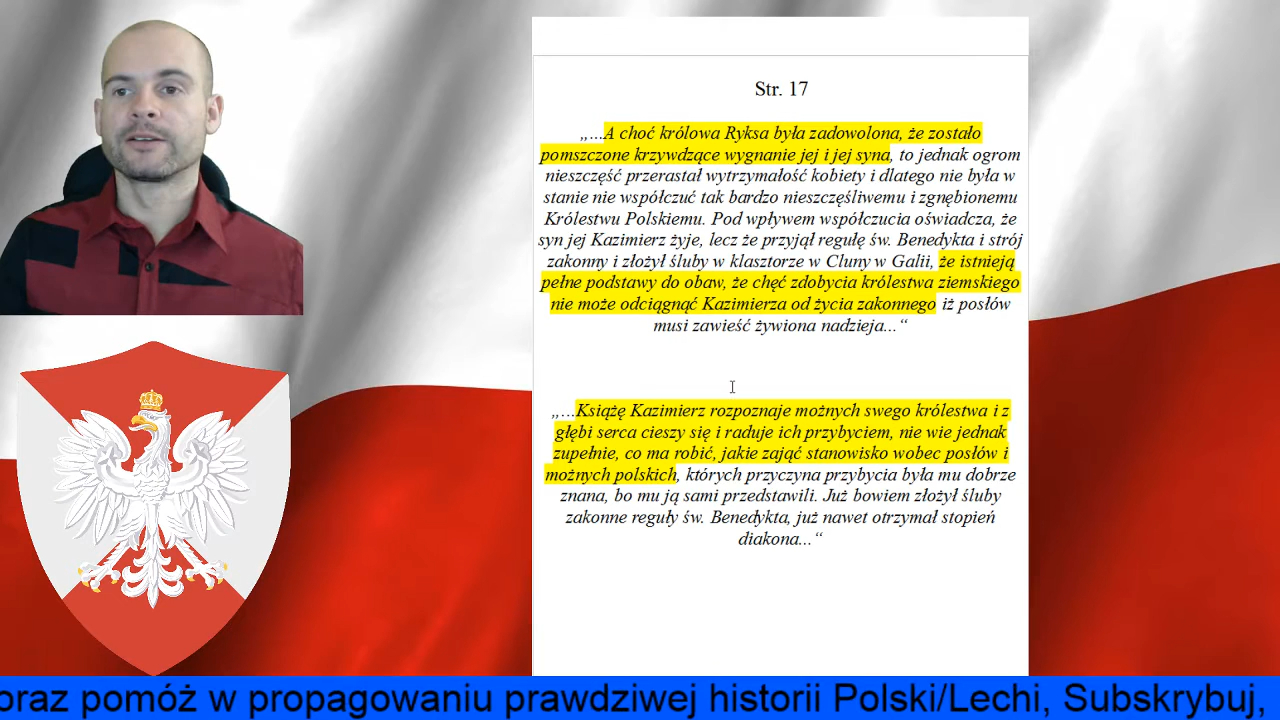 Str. 17
„...A choć królowa Ryksa była zadowolona, że zostało
pomszczone krzywdzące wygnanie jej i jej syna, to jednak ogrom
nieszczęść przerastał wytrzymałość kobiety i dlatego nie była w
stanie nie współczuć tak bardzo nieszczęśliwemu i zgnębionemu
Królestwu Polskiemu. Pod wpływem współczucia oświadcza, że
syn jej Kazimierz żyje, lecz że przyjął regułę św. Benedykta i strój
zakonny i złożył śluby w klasztorze w Cluny w Galii, że istnieją
pełne podstawy do obaw, że chęć zdobycia królestwa ziemskiego
nie może odciągnąć Kazimierza od życia zakonnego iż posłów
musi zawieść żywiona nadzieja...“
„...Książę Kazimierz rozpoznaje możnych swego królestwa i z
głębi serca cieszy się i raduje ich przybyciem, nie wie jednak
zupełnie, co ma robić, jakie zająć stanowisko wobec posłów i
możnych polskich, których przyczyna przybycia była mu dobrze
znana, bo mu ją sami przedstawili. Już bowiem złożył śluby
zakonne reguły św. Benedykta, już nawet otrzymał stopień
diakona...“
oraz pomóż w propagowaniu prawdziwej historii Polski/Lechi, Subskrybuj,